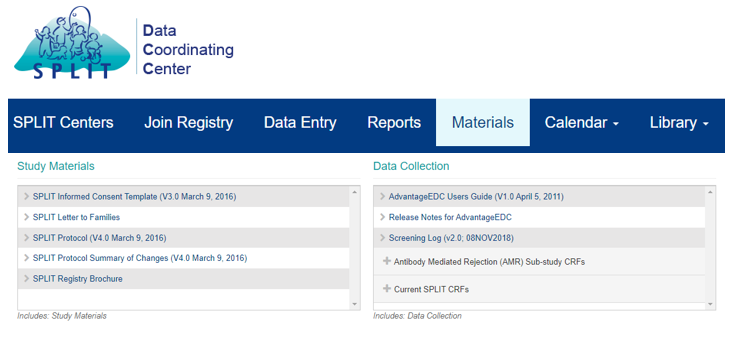 SPLIT
Data
Coordinating
Center
SPLIT Centers Join Registry Data Entry Reports Materials Calendar Library
Study Materials
SPLIT Informed Consent Template (V3.0 March 9, 2016)
SPLIT Letter to Families
SPLIT Protocol (V4.0 March 9, 2016)
SPLIT Protocol Summary of Changes (V4.0 March 9, 2016)
SPLIT Registry Brochure
Includes: Study Materials
Data Collection
AdvantageEDC Users Guide (V1.0 April 5, 2011)
Release Notes for AdvantageEDC
Screening Log (v2.0; 08NOV2018)
Antibody Mediated Rejection (AMR) Sub-study CRFs
Current SPLIT CRFs
Includes: Data Collection